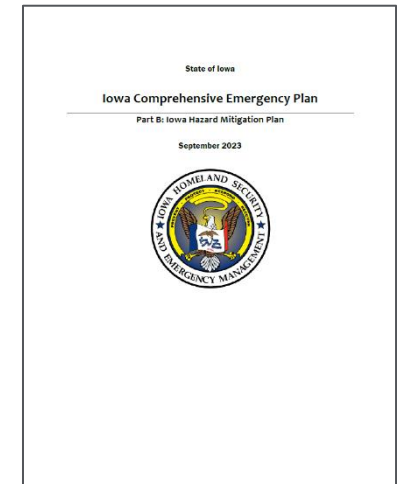 State of Iowa
Iowa Comprehensive Emergency Plan
Part B: Iowa Hazard Mitigation Plan
September 2023
IOWA HOMELAND SECURITY
AND EMERGENCY MANAGEMENT